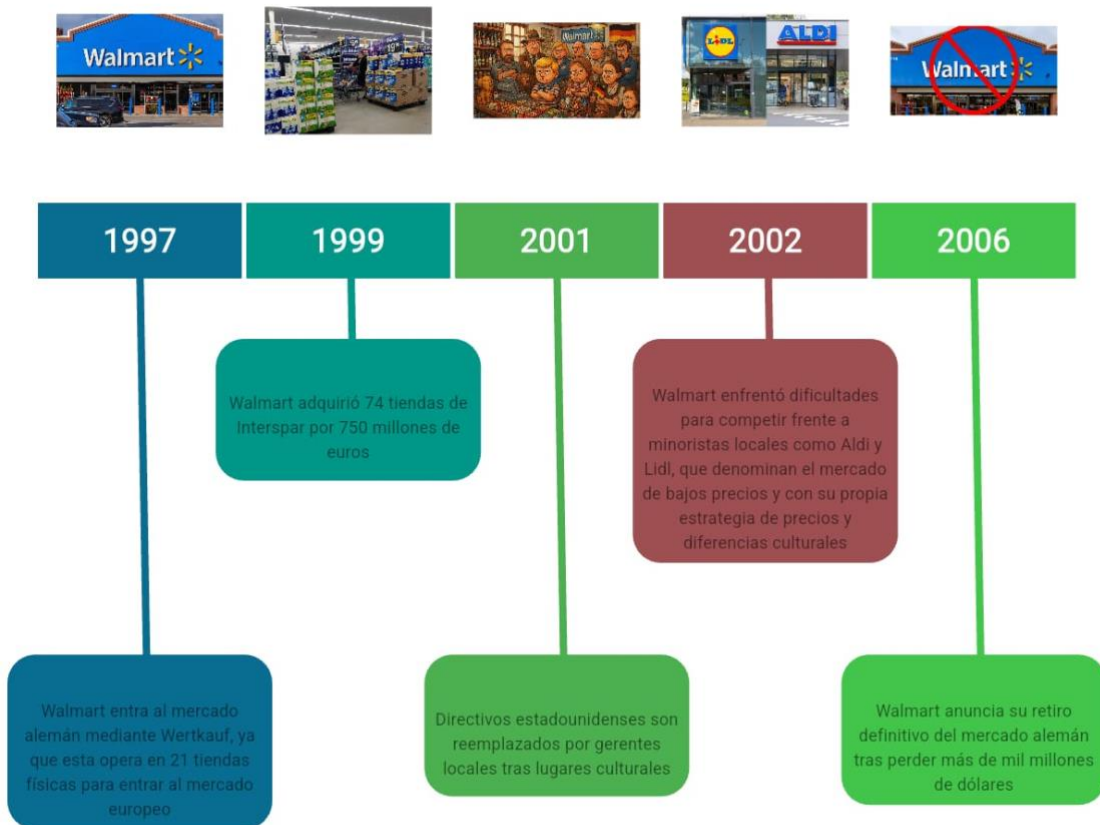 Walmart
Walmart
LIDL
ALDI
Walmart
1997
1999
2001
2002
2006
Walmart entra al mercado
alemán mediante Wertkauf, ya
que esta opera en 21 tiendas
físicas para entrar al mercado
europeo
Walmart adquirió 74 tiendas de
Interspar por 750 millones de
euros
Directivos estadounidenses son
reemplazados por gerentes
locales tras lugares culturales
Walmart enfrentó dificultades
para competir frente a
minoristas locales como Aldi y
Lidl, que denominan el mercado
de bajos precios y con su propia
estrategia de precios y
diferencias culturales
Walmart anuncia su retiro
definitivo del mercado alemán
tras perder más de mil millones
de dólares